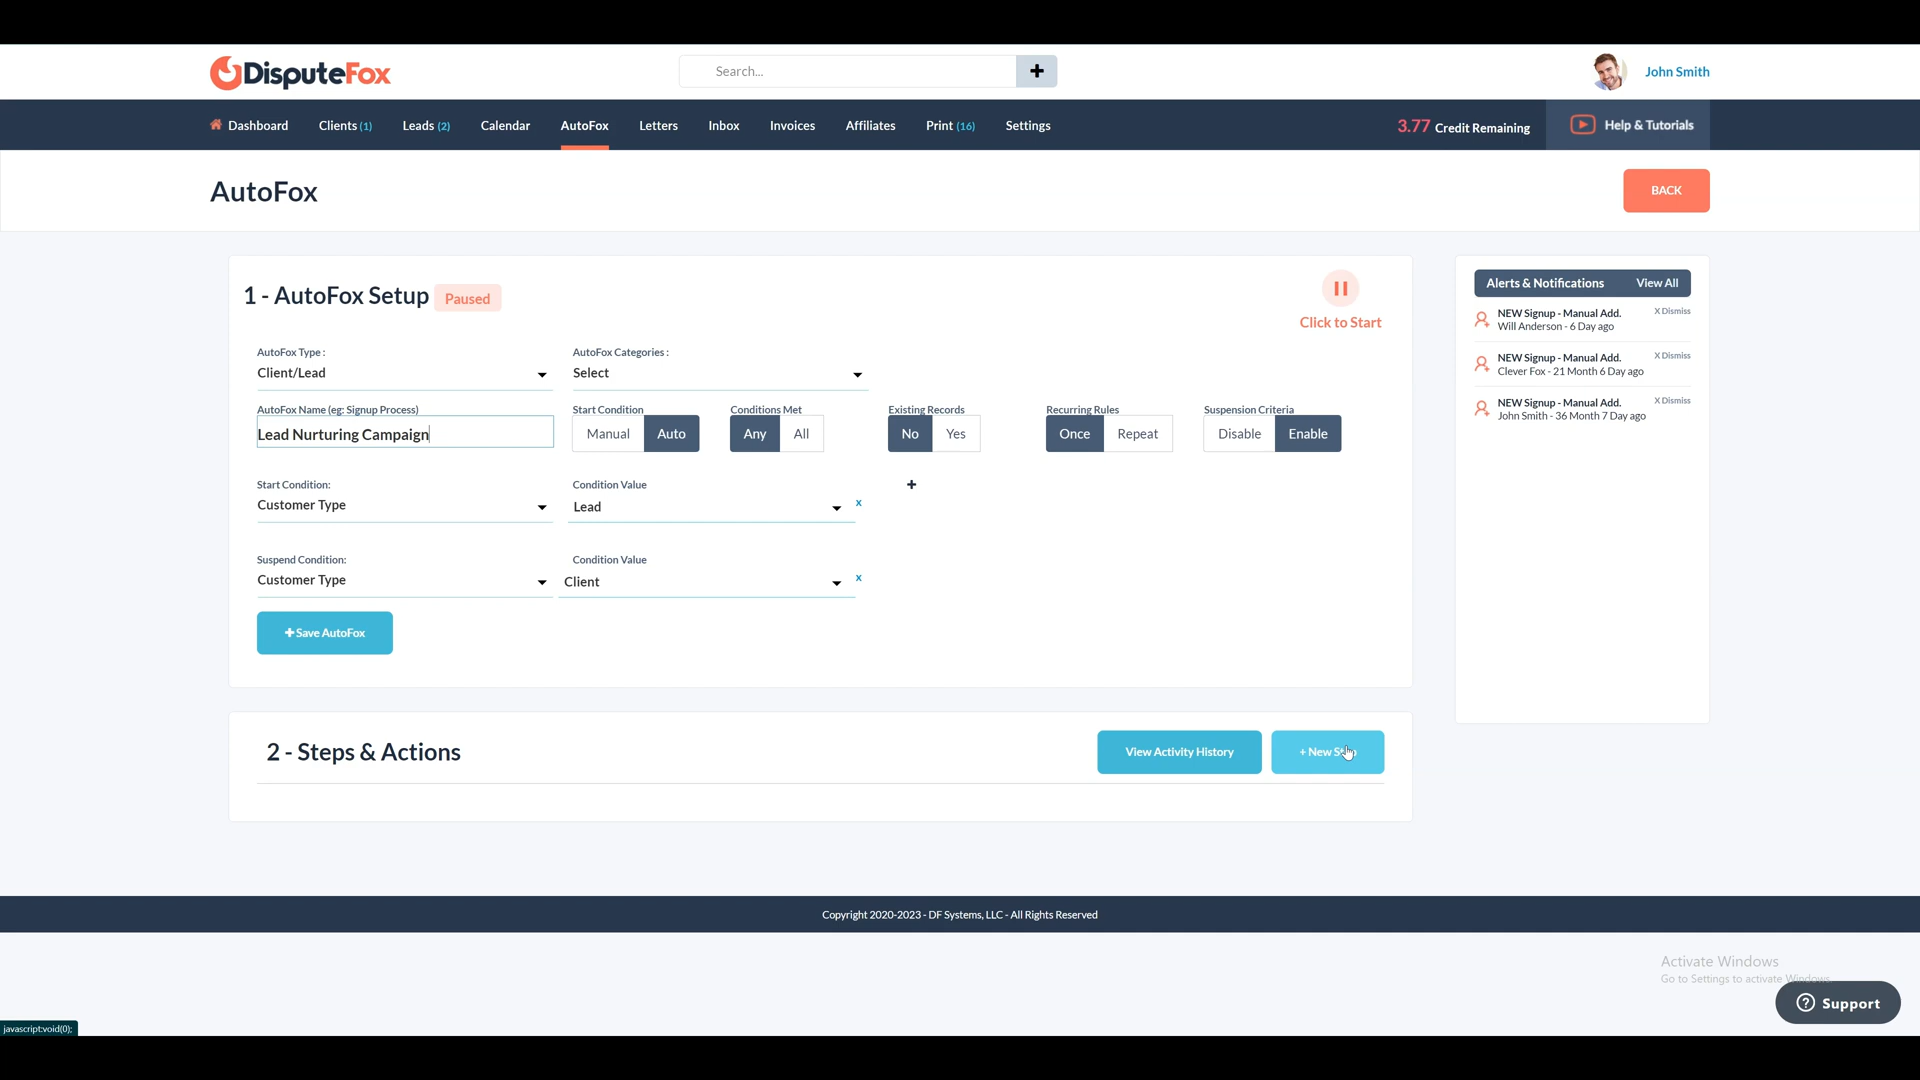 DisputeFox
Search...
John Smith
Dashboard Clients (1) Leads (2) Calendar AutoFox Letters Inbox Invoices Affiliates Print (16) Settings 3.77 Credit Remaining Help & Tutorials
AutoFox
BACK
1 - AutoFox Setup Paused
Click to Start
AutoFox Type : AutoFox Categories :
Client/Lead Select
AutoFox Name (eg: Signup Process) Start Condition Conditions Met Existing Records Recurring Rules Suspension Criteria
Lead Nurturing Campaign Manual Auto Any All No Yes Once Repeat Disable Enable
Start Condition: Condition Value +
Customer Type Lead x
Suspend Condition: Condition Value
Customer Type Client x
+ Save AutoFox
2 - Steps & Actions View Activity History + New
Alerts & Notifications View All
NEW Signup - Manual Add. X Dismiss
Will Anderson - 6 Day ago
NEW Signup - Manual Add. X Dismiss
Clever Fox - 21 Month 6 Day ago
NEW Signup - Manual Add. X Dismiss
John Smith - 36 Month 7 Day ago
Copyright 2020-2023 - DF Systems, LLC - All Rights Reserved
Activate Windows
Go to Settings to activate Windows.
Support
javascript:void(0);